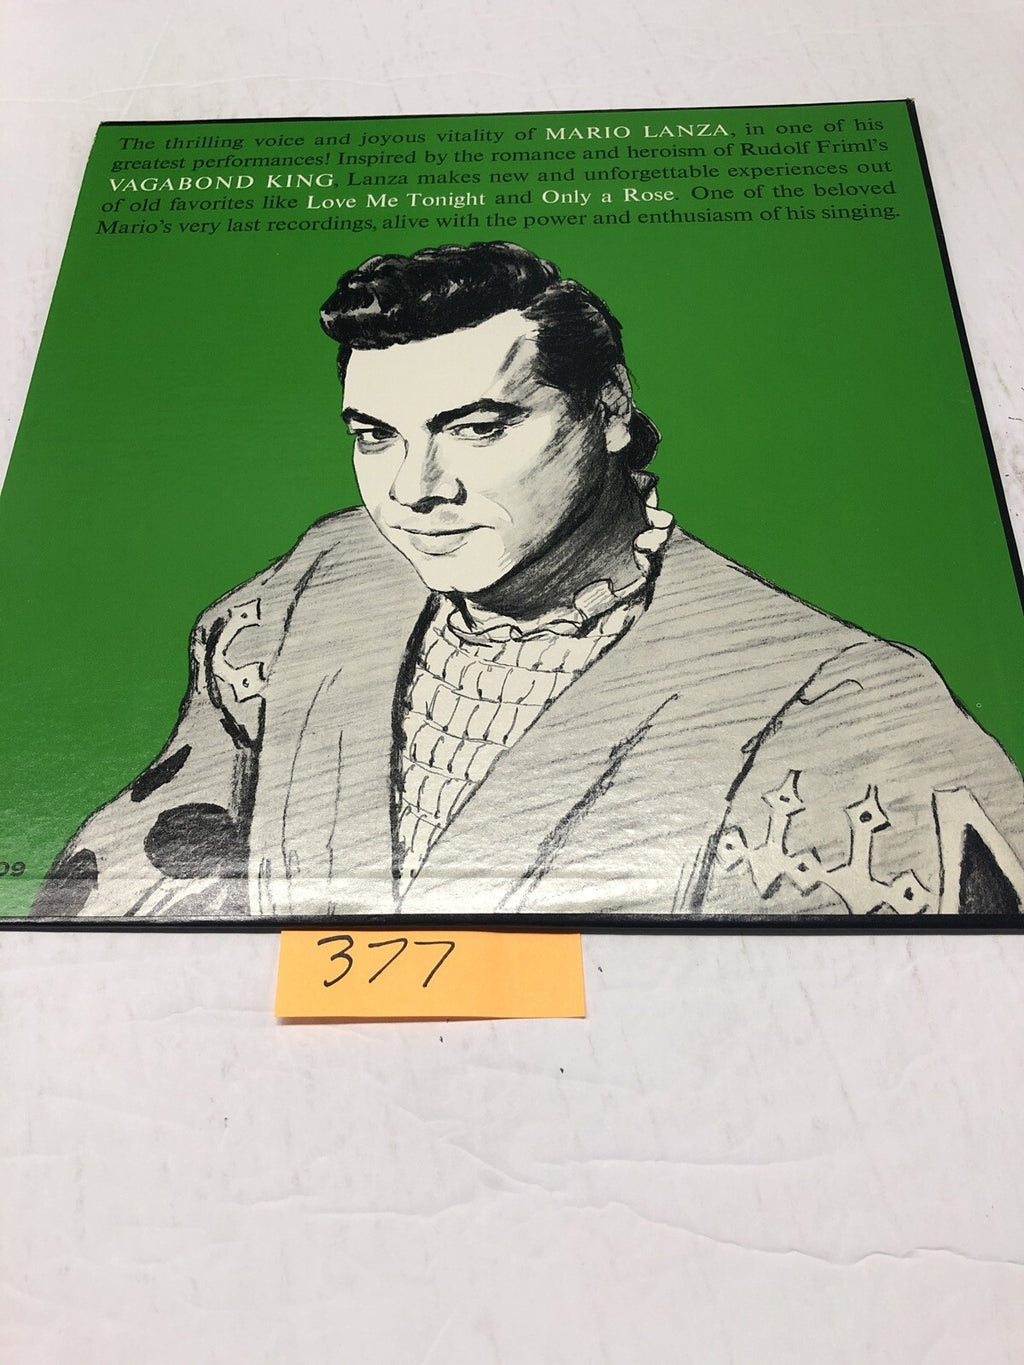 The thrilling voice and joyous vitality of MARIO LANZA, in one of his
greatest performances! Inspired by the romance and heroism of Rudolf Friml's
VAGABOND KING, Lanza makes new and unforgettable experiences out
of old favorites like Love Me Tonight and Only a Rose. One of the beloved
Mario's very last recordings, alive with the power and enthusiasm of his singing.
09
377